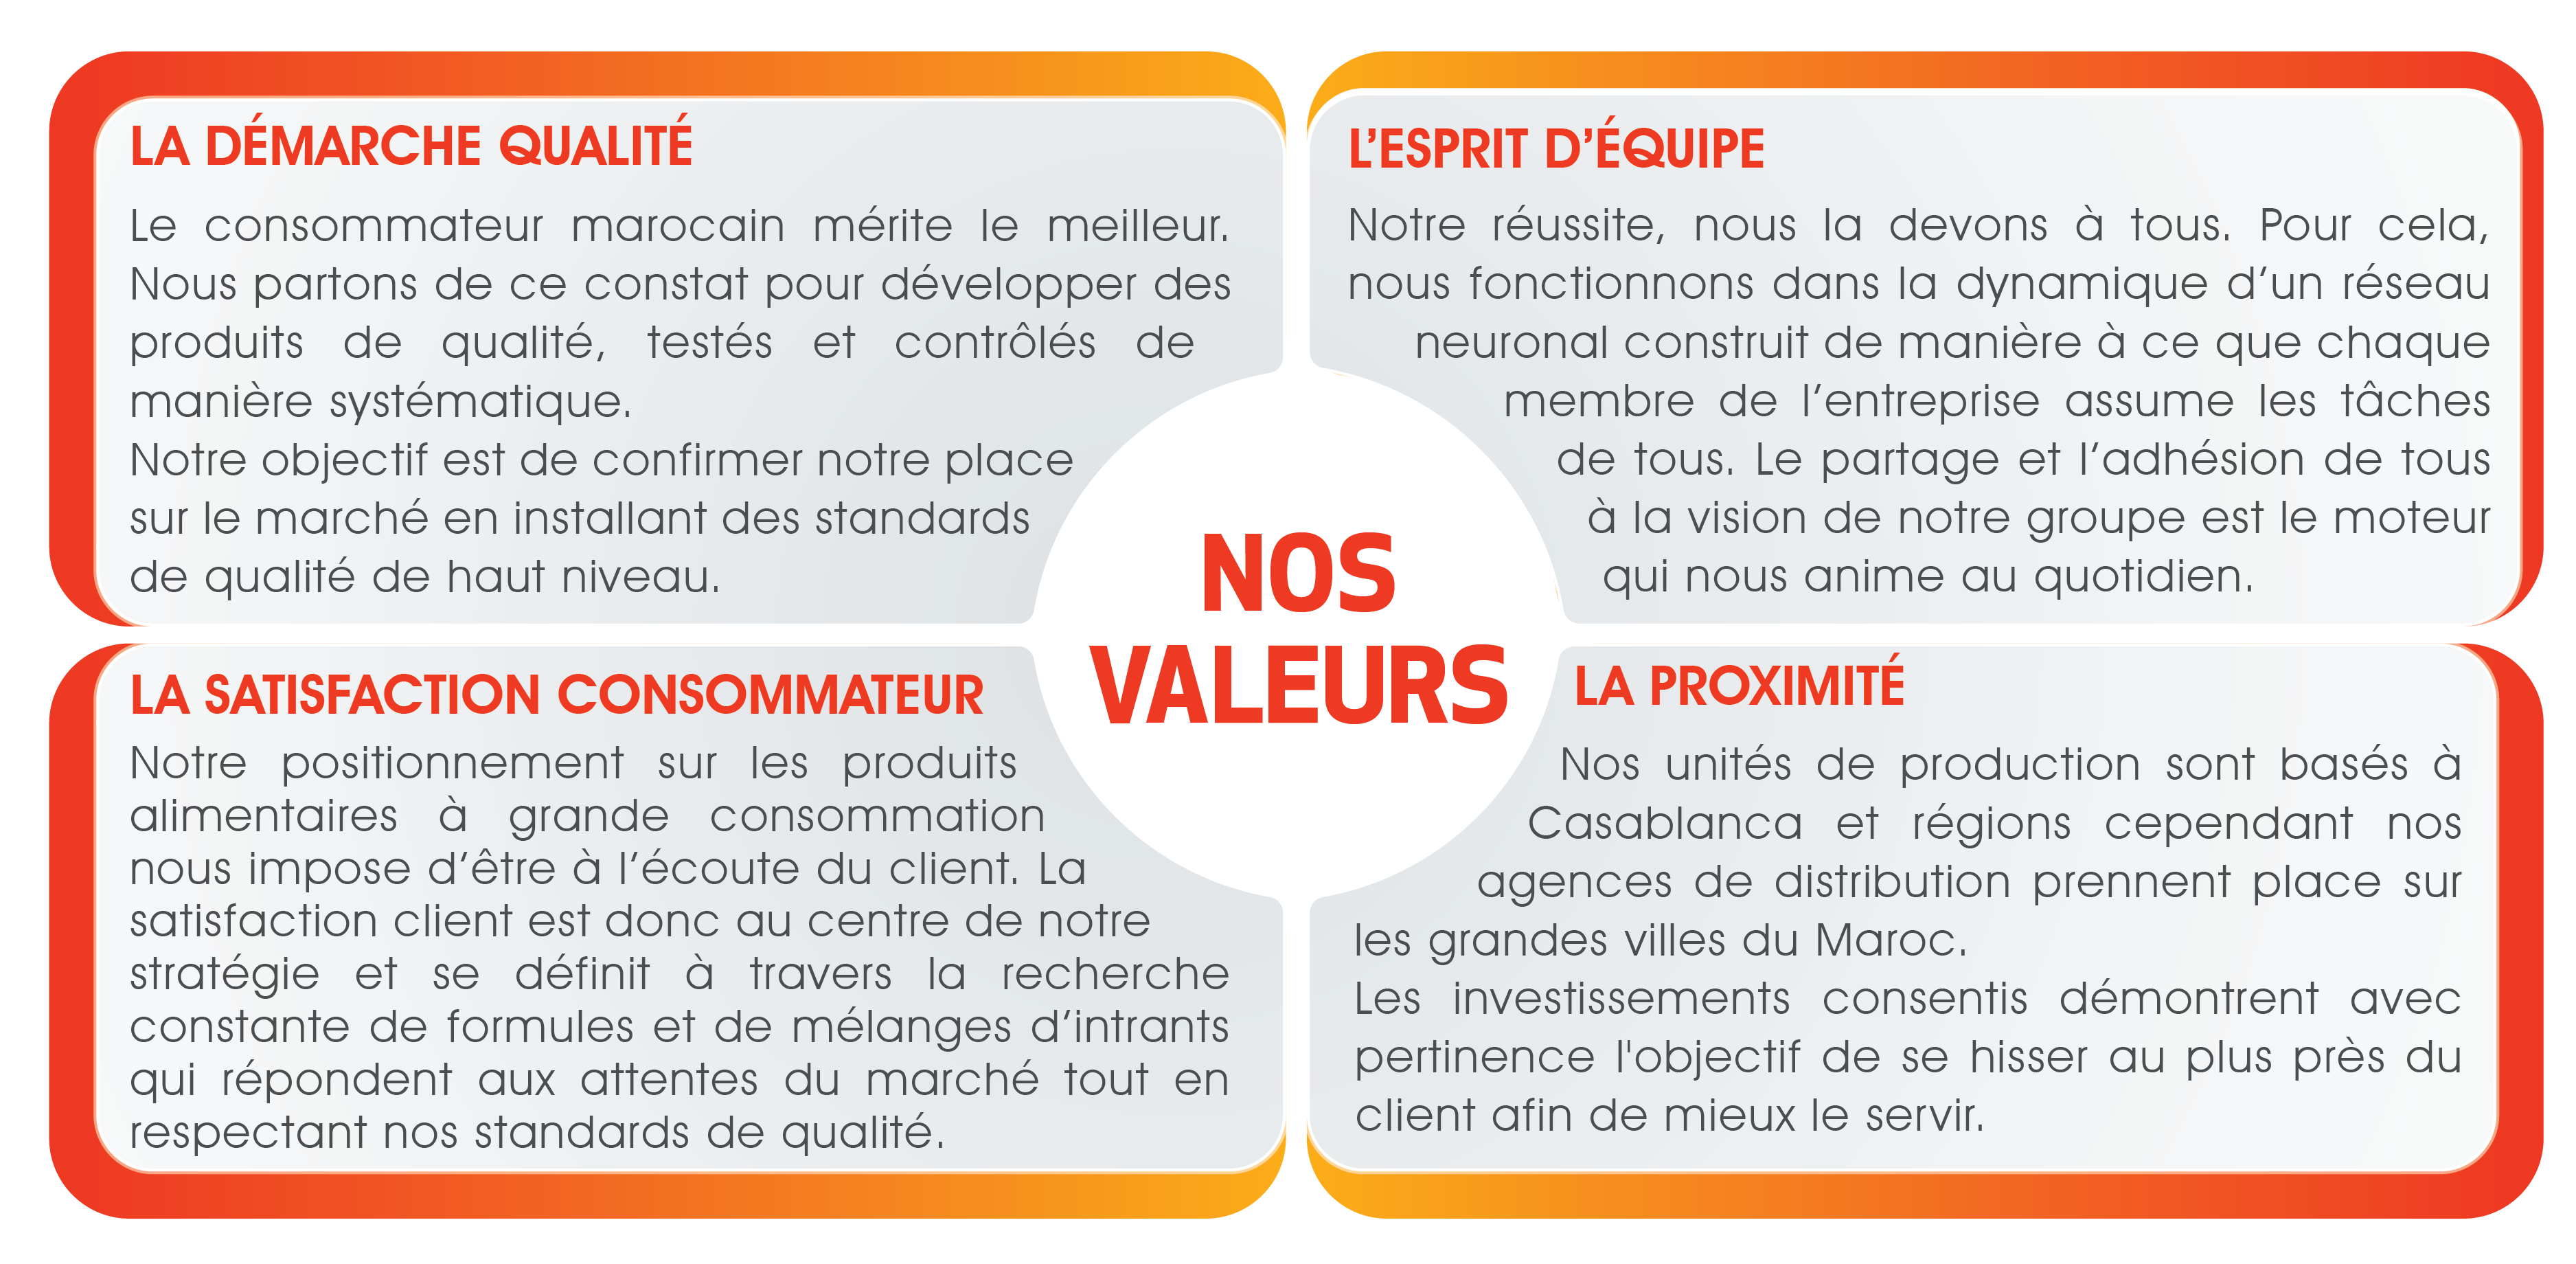 LA DÉMARCHE QUALITÉ
Le consommateur marocain mérite le meilleur.
Nous partons de ce constat pour développer des
produits de qualité, testés et contrôlés de
manière systématique.
Notre objectif est de confirmer notre place
sur le marché en installant des standards
de qualité de haut niveau.
L’ESPRIT D’ÉQUIPE
Notre réussite, nous la devons à tous. Pour cela,
nous fonctionnons dans la dynamique d’un réseau
neuronal construit de manière à ce que chaque
membre de l’entreprise assume les tâches
de tous. Le partage et l’adhésion de tous
à la vision de notre groupe est le moteur
qui nous anime au quotidien.
NOS
VALEURS
LA SATISFACTION CONSOMMATEUR
Notre positionnement sur les produits
alimentaires à grande consommation
nous impose d’être à l’écoute du client. La
satisfaction client est donc au centre de notre
stratégie et se définit à travers la recherche
constante de formules et de mélanges d’intrants
qui répondent aux attentes du marché tout en
respectant nos standards de qualité.
LA PROXIMITÉ
Nos unités de production sont basés à
Casablanca et régions cependant nos
agences de distribution prennent place sur
les grandes villes du Maroc.
Les investissements consentis démontrent avec
pertinence l'objectif de se hisser au plus près du
client afin de mieux le servir.